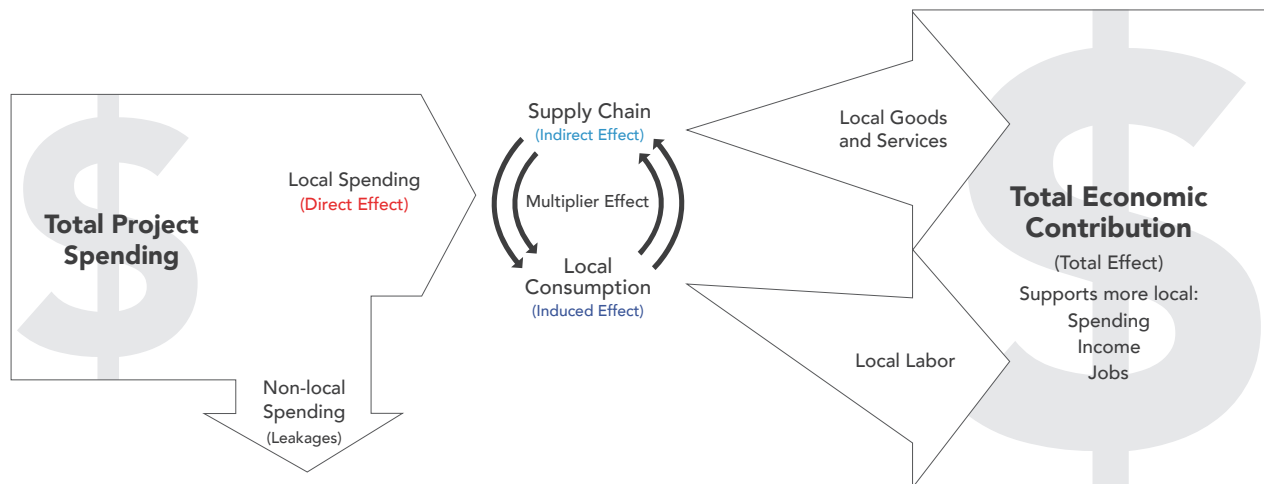 Total Project
Spending
Local Spending
(Direct Effect)
Non-local
Spending
(Leakages)
Supply Chain
(Indirect Effect)
Multiplier Effect
Local
Consumption
(Induced Effect)
Local Goods
and Services
Local Labor
Total Economic
Contribution
(Total Effect)
Supports more local:
Spending
Income
Jobs